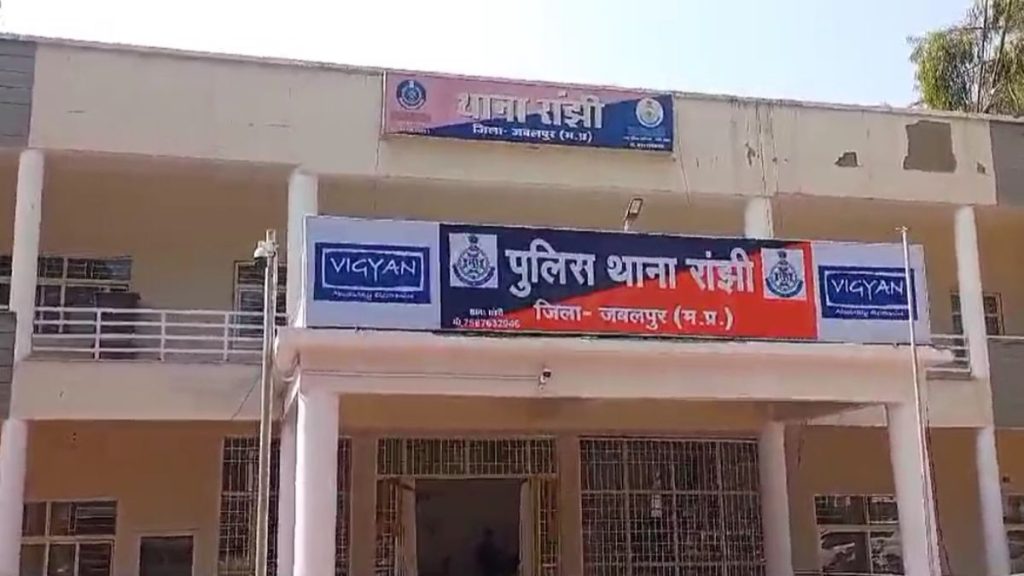 थाना रांझी
जिला- जबलपुर (म.प्र)
VIGYAN
पुलिस थाना रांझी
जिला- जबलपुर (म.प्र.)
VIGYAN